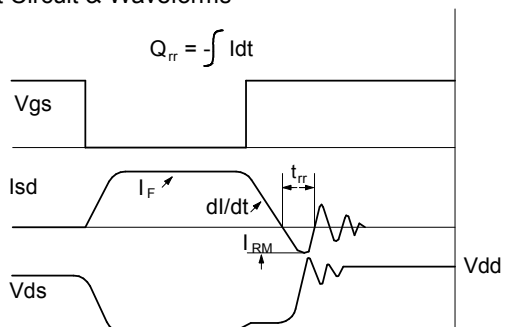 t Circuit & Waveforms
Qrr = -∫ Idt
Vgs
Isd
IF
dI/dt
trr
IRM
Vdd
Vds